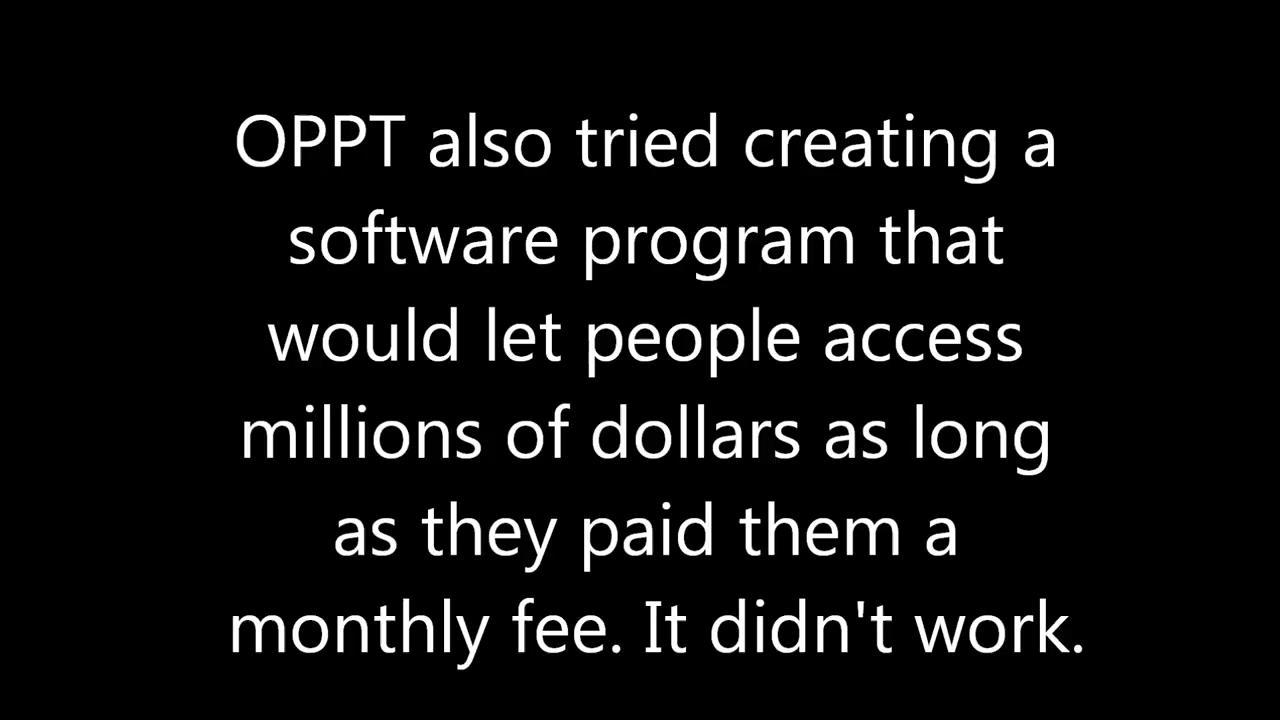 OPPT also tried creating a
software program that
would let people access
millions of dollars as long
as they paid them a
monthly fee. It didn't work.